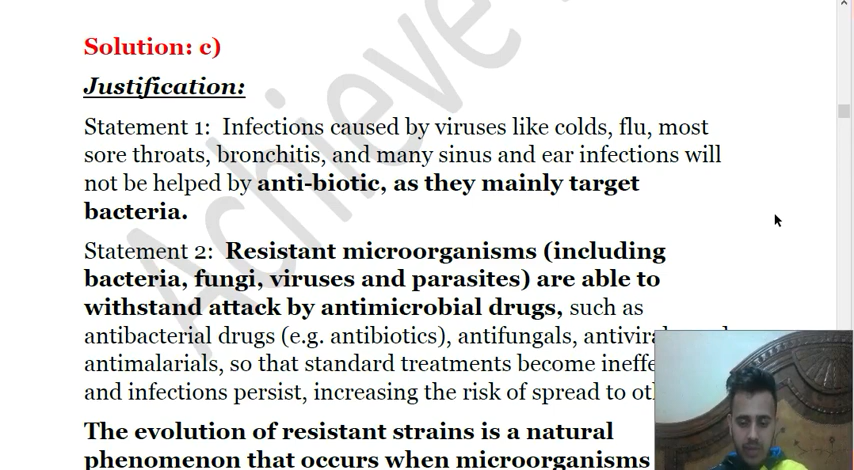 Solution: c)
Justification:
Statement 1:  Infections caused by viruses like colds, flu, most
sore throats, bronchitis, and many sinus and ear infections will
not be helped by anti-biotic, as they mainly target
bacteria.
Statement 2:  Resistant microorganisms (including
bacteria, fungi, viruses and parasites) are able to
withstand attack by antimicrobial drugs, such as
antibacterial drugs (e.g. antibiotics), antifungals,
antimalarials, so that standard treatments become
and infections persist, increasing the risk of spread to
The evolution of resistant strains is a natural
phenomenon that occurs when microorganisms
Achieve